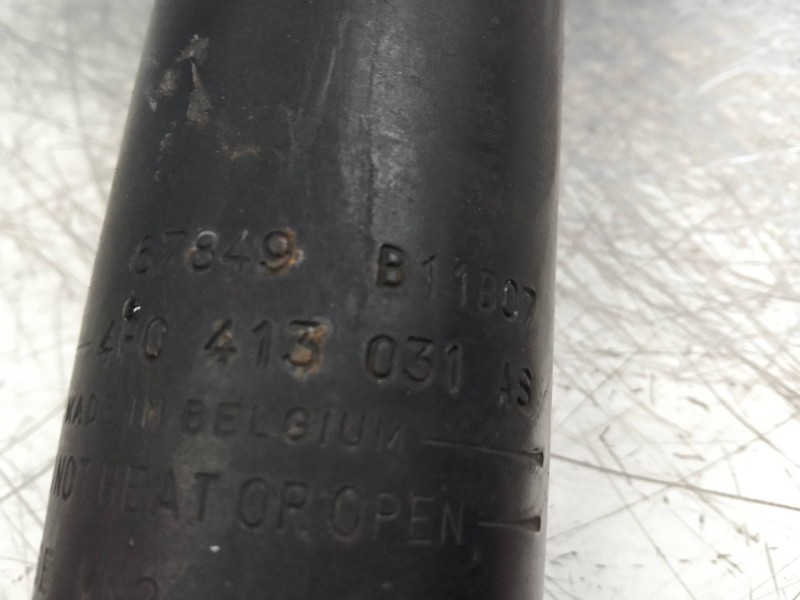 67849 B11B07
4F0 413 031 AS
MADE IN BELGIUM
NOT HEAT OR OPEN